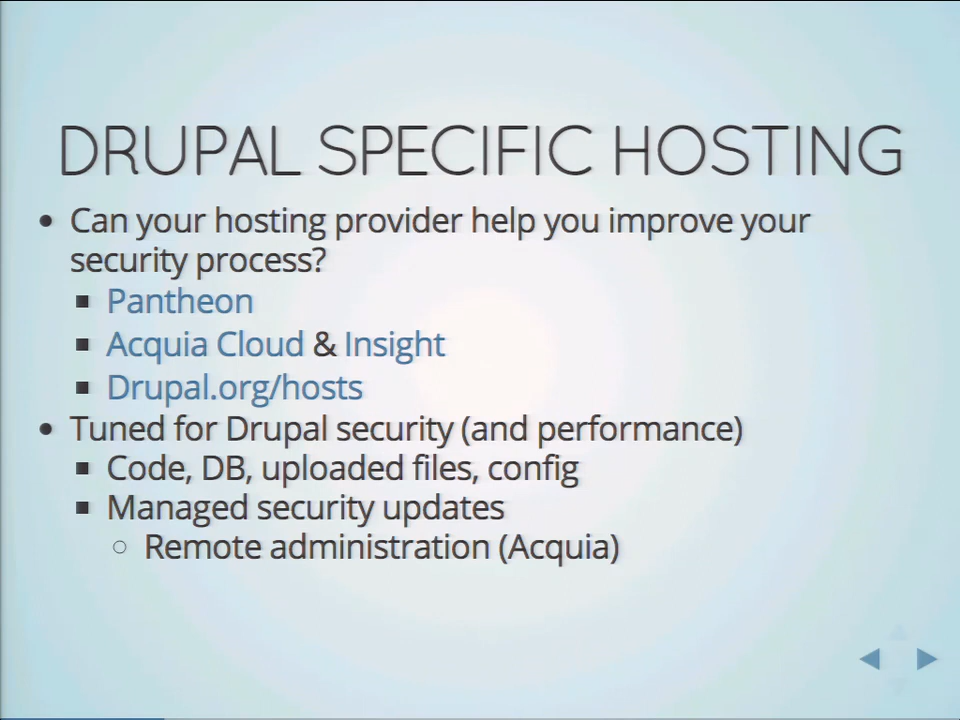 DRUPAL SPECIFIC HOSTING
Can your hosting provider help you improve your
security process?
Pantheon
Acquia Cloud & Insight
Drupal.org/hosts
Tuned for Drupal security (and performance)
Code, DB, uploaded files, config
Managed security updates
Remote administration (Acquia)